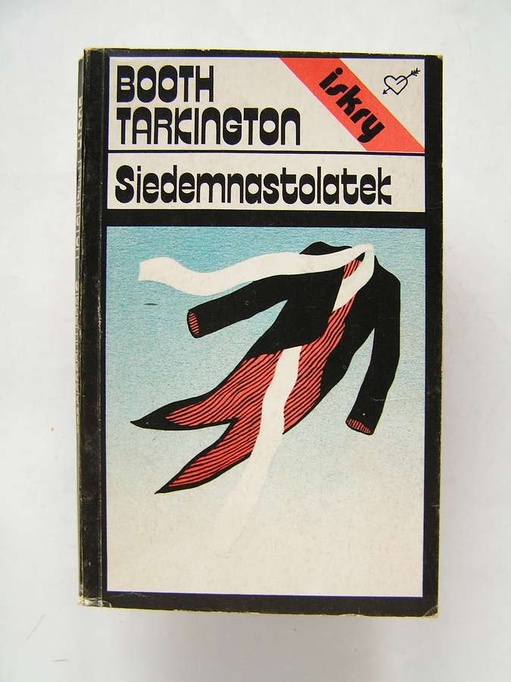 BOOTH
TARKINGTON
iskry
Siedemnastolatek